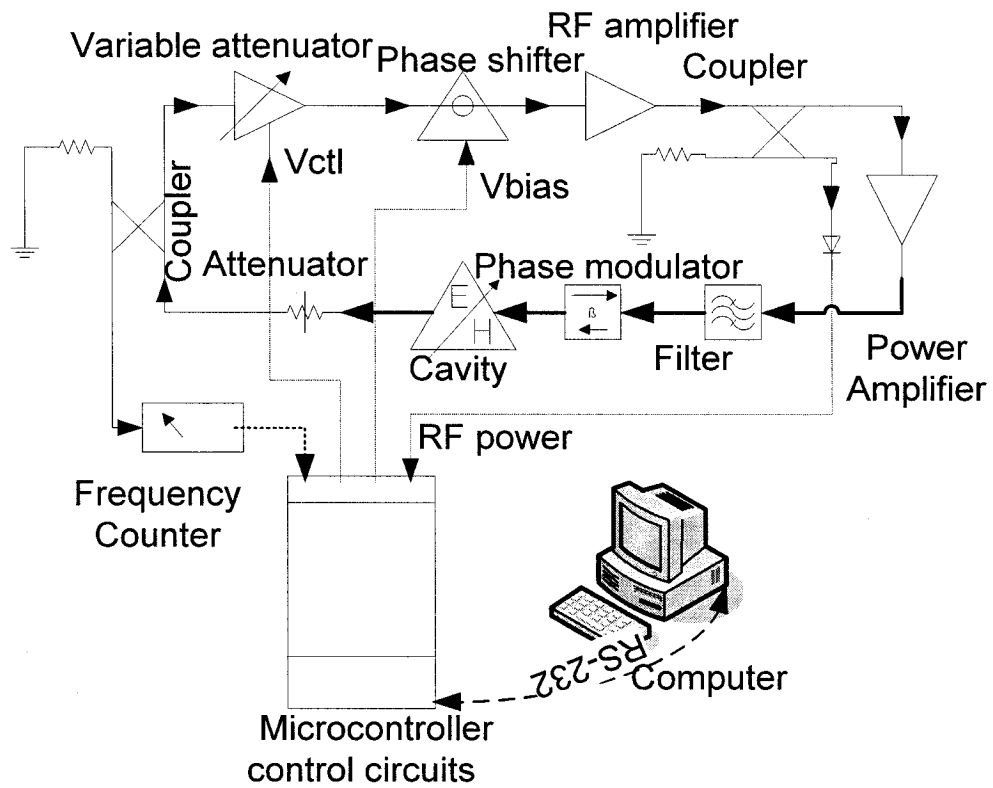 RF amplifier
Variable attenuator
Phase shifter
Coupler
Vctl
Vbias
Coupler
Attenuator
Phase modulator
E
H
ß
Cavity
Filter
Power
Amplifier
RF power
Frequency
Counter
RS-232
Computer
Microcontroller
control circuits